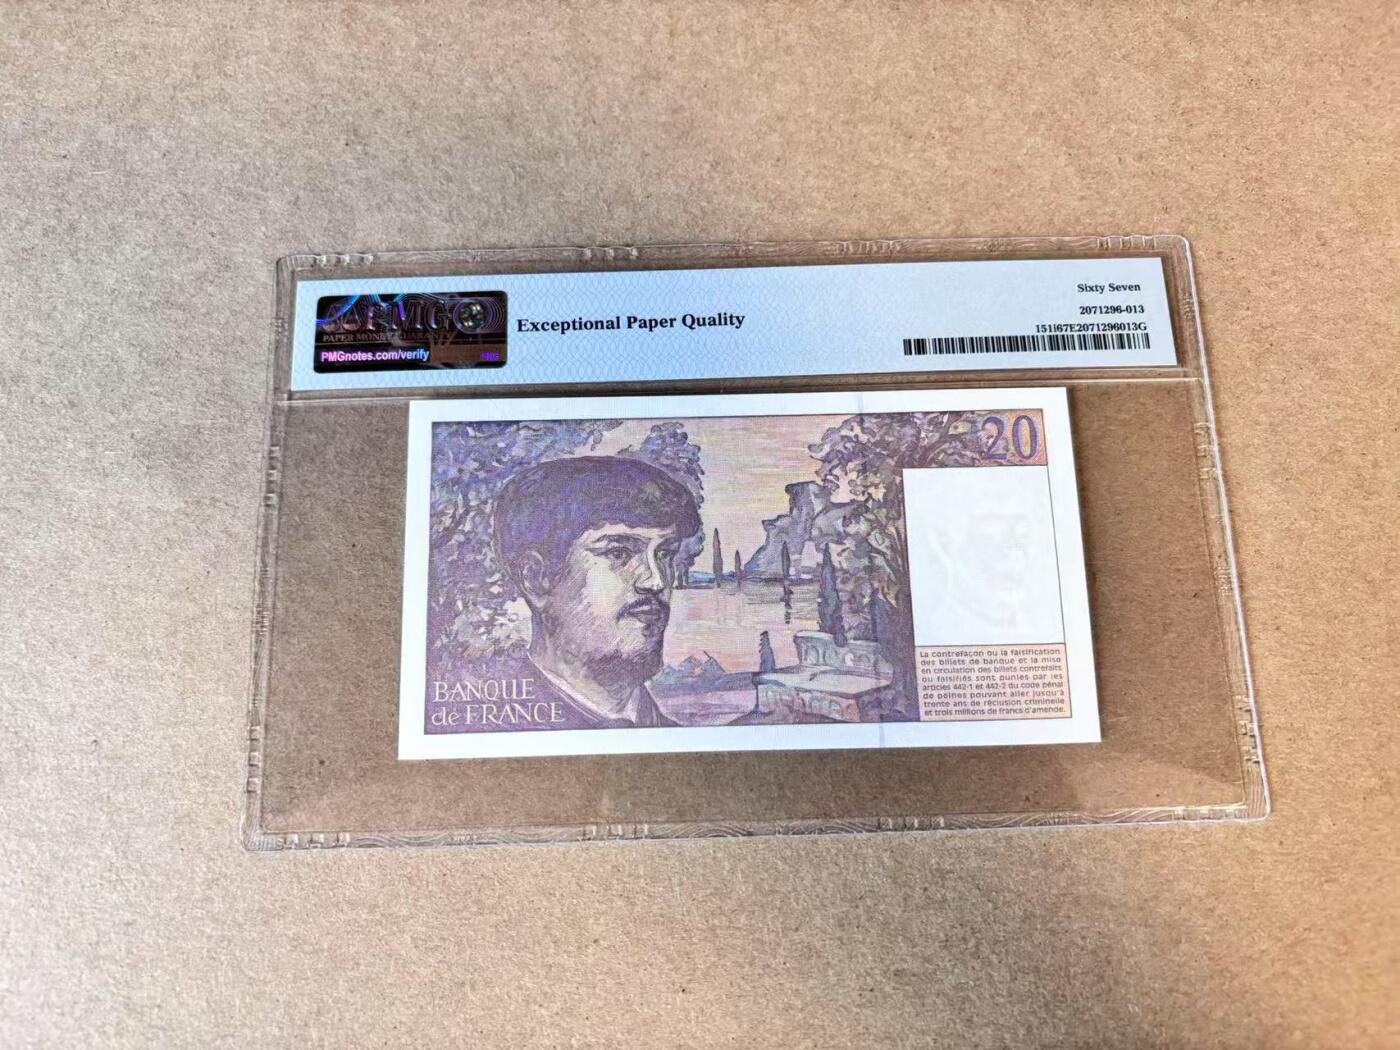 PMG
PAPER MONEY GUARANTY
PMGnotes.com/verify
PMG
Exceptional Paper Quality
Sixty Seven
2071296-013
151i67E2071296013G
20
La contrefaçon ou la falsification
des billets de banque et la mise
en circulation des billets contrefaits
ou falsifiés sont punies par les
articles 442-1 et 442-2 du code pénal
de peines pouvant aller jusqu'à
trente ans de réclusion criminelle
et trois millions de francs d'amende.
BANQUE
de FRANCE